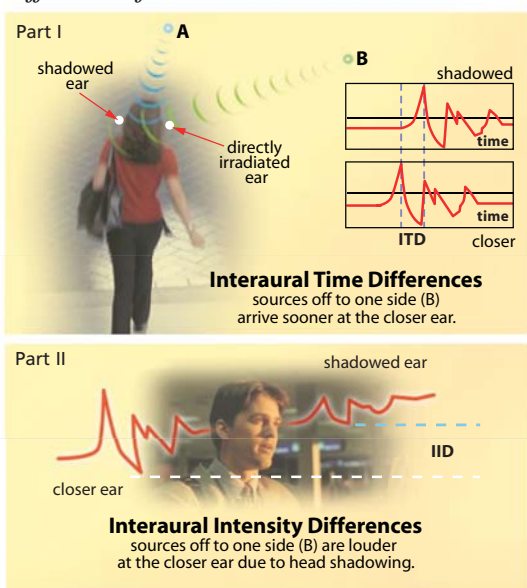 Part I
A
B
shadowed
ear
directly
irradiated
ear
shadowed
time
time
ITD
closer
Interaural Time Differences
sources off to one side (B)
arrive sooner at the closer ear.
Part II
shadowed ear
IID
closer ear
Interaural Intensity Differences
sources off to one side (B) are louder
at the closer ear due to head shadowing.